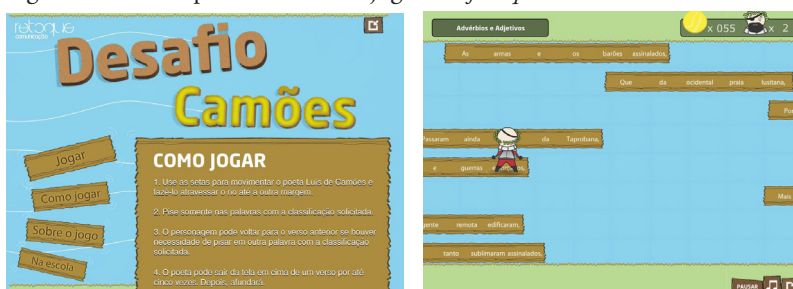 retoque
comunicação
Desafio
Camões
Jogar
Como jogar
Sobre o jogo
Na escola
COMO JOGAR
1. Use as setas para movimentar o poeta Luís de Camões e
fazê-lo atravessar o rio até a outra margem.
2. Pise somente nas palavras com a classificação solicitada.
3. O personagem pode voltar para o verso anterior se houver
necessidade de pisar em outra palavra com a classificação
solicitada.
4. O poeta pode sair da tela em cima de um verso por até
cinco vezes. Depois, afundará.
Advérbios e Adjetivos
x 055
x 2
As armas e os barões assinalados,
Que da ocidental praia lusitana,
Passaram ainda da Taprobana,
e guerras
Mais
gente remota edificaram,
tanto sublimaram assinalados,
PAUSAR